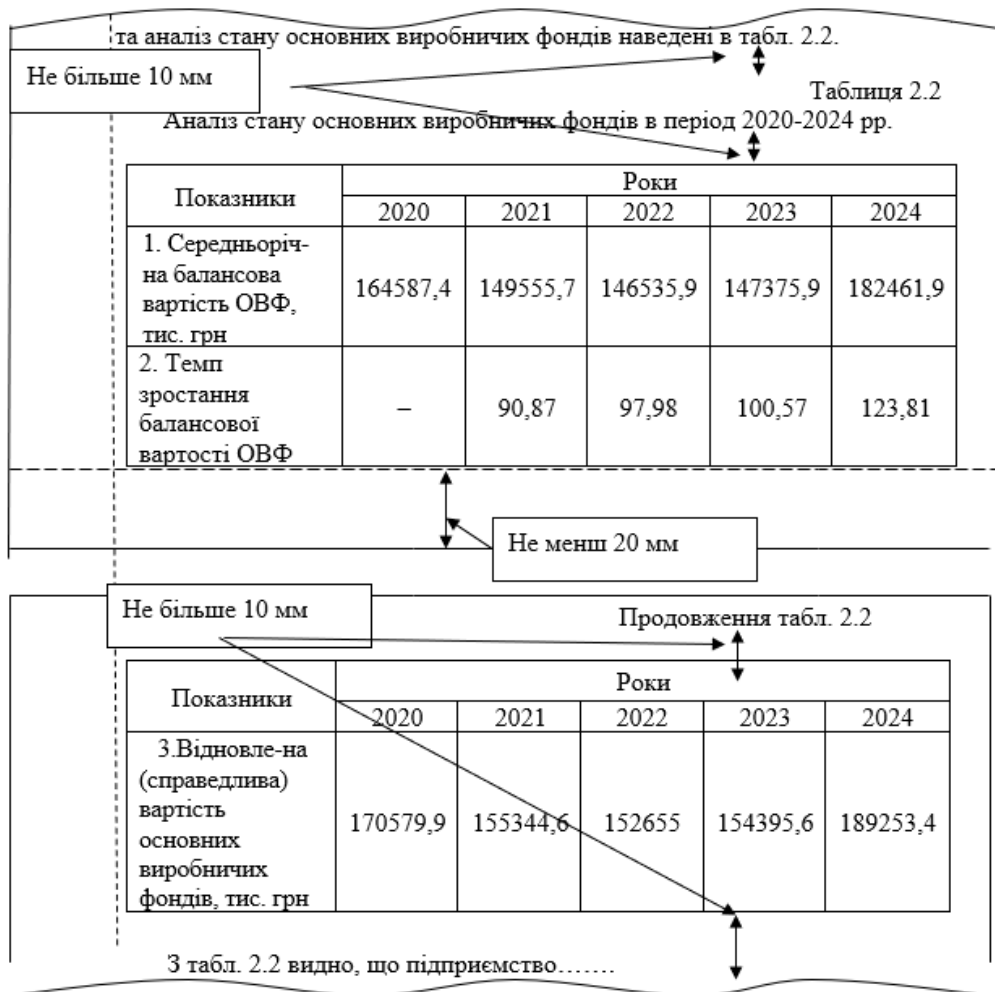 та аналіз стану основних виробничих фондів наведені в табл. 2.2.
Не більше 10 мм
Таблиця 2.2
Аналіз стану основних виробничих фондів в період 2020-2024 рр.
Показники
Роки
2020 2021 2022 2023 2024
1. Середньоріч-
на балансова
вартість ОВФ,
тис. грн
164587,4 149555,7 146535,9 147375,9 182461,9
2. Темп
зростання
балансової
вартості ОВФ
– 90,87 97,98 100,57 123,81
Не менш 20 мм
Не більше 10 мм
Продовження табл. 2.2
Показники
Роки
2020 2021 2022 2023 2024
3.Відновле-на
(справедлива)
вартість
основних
виробничих
фондів, тис. грн
170579,9 155344,6 152655 154395,6 189253,4
З табл. 2.2 видно, що підприємство…….